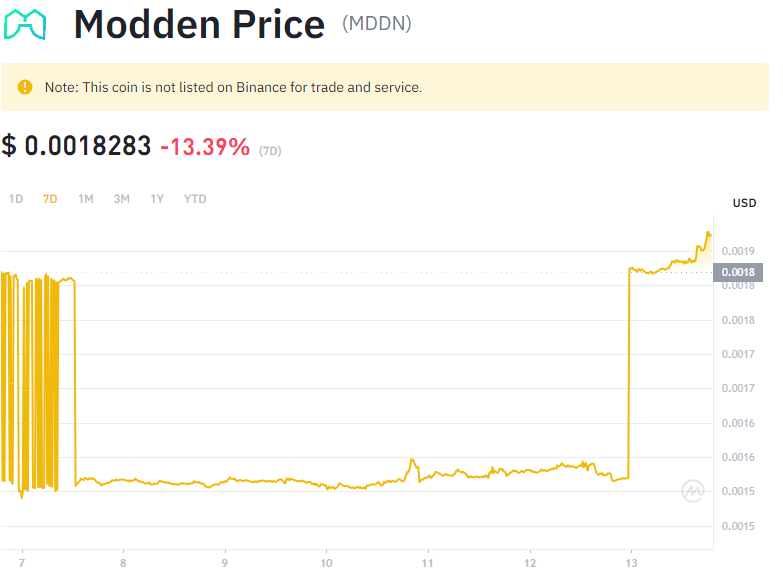 Modden Price (MDDN)
Note: This coin is not listed on Binance for trade and service.
$ 0.0018283 -13.39% (7D)
1D 7D 1M 3M 1Y YTD
USD
0.0019
0.0018
0.0018
0.0018
0.0017
0.0017
0.0016
0.0016
0.0015
0.0015
7 8 9 10 11 12 13